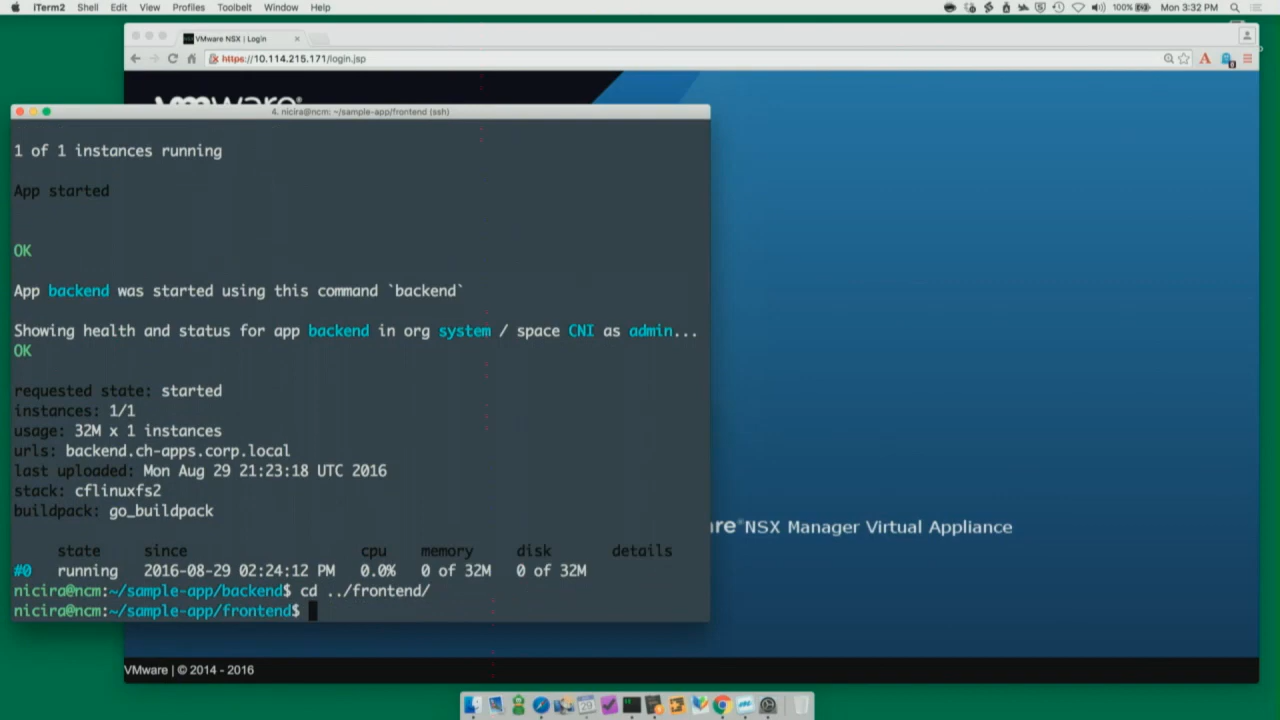 iTerm2 Shell Edit View Profiles Toolbelt Window Help 100% Mon 3:32 PM
VMware NSX | Login
https://10.114.215.171/login.jsp
vmware
4. nicira@ncm: ~/sample-app/frontend (ssh)
1 of 1 instances running
App started
OK
App backend was started using this command `backend`
Showing health and status for app backend in org system / space CNI as admin...
OK
requested state: started
instances: 1/1
usage: 32M x 1 instances
urls: backend.ch-apps.corp.local
last uploaded: Mon Aug 29 21:23:18 UTC 2016
stack: cflinuxfs2
buildpack: go_buildpack
state since cpu memory disk details
#0 running 2016-08-29 02:24:12 PM 0.0% 0 of 32M 0 of 32M
nicira@ncm:~/sample-app/backend$ cd ../frontend/
nicira@ncm:~/sample-app/frontend$
re® NSX Manager Virtual Appliance
VMware | © 2014 - 2016